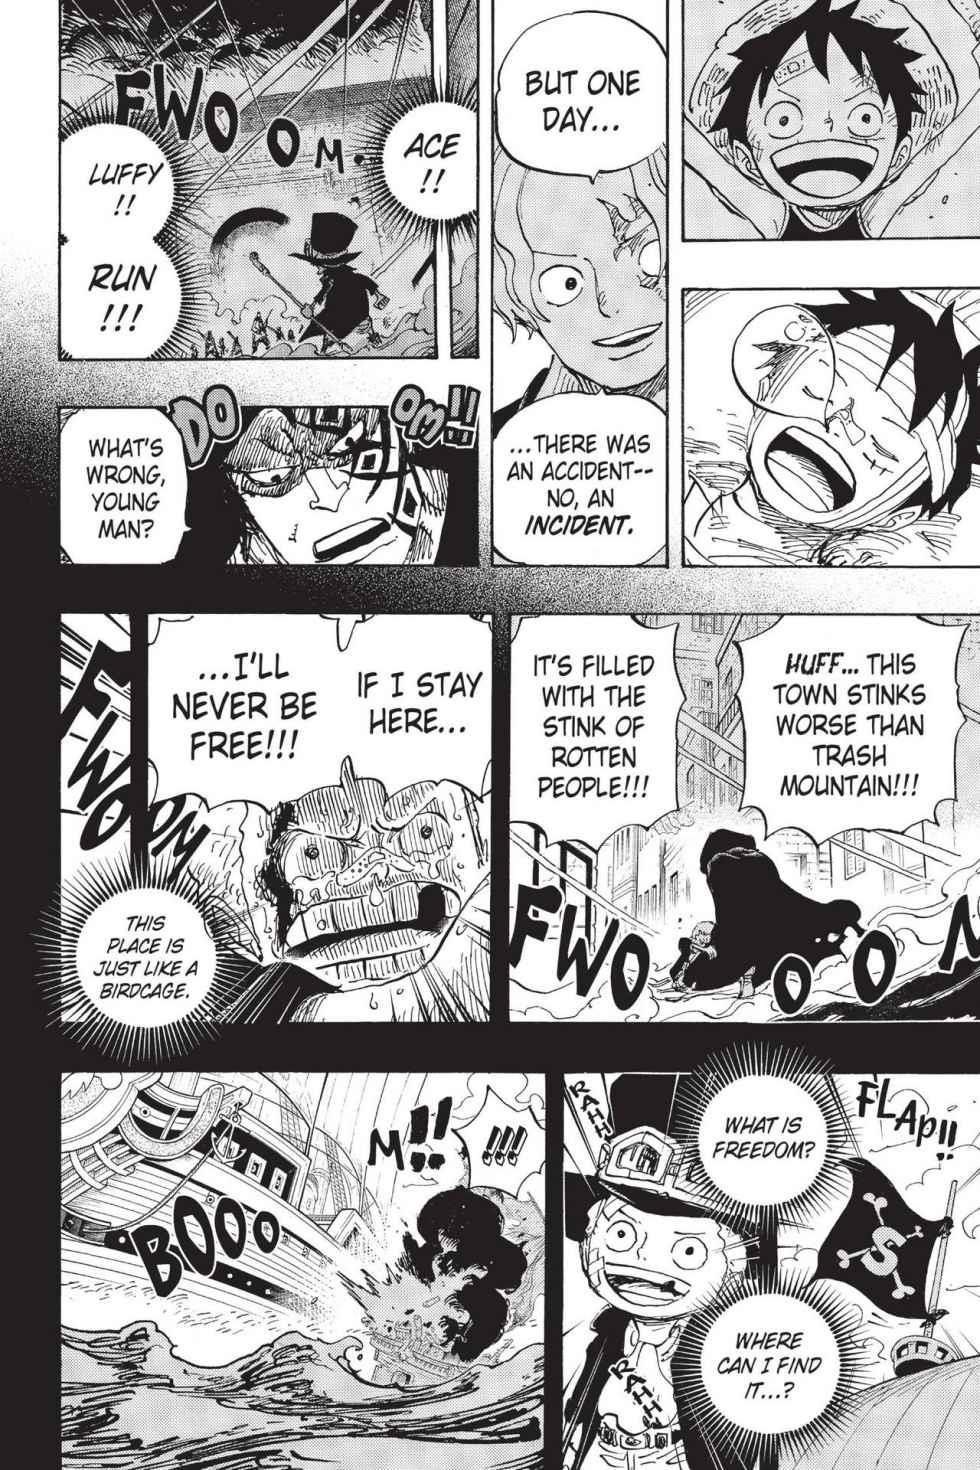 BUT ONE
DAY...
...THERE WAS
AN ACCIDENT--
NO, AN
INCIDENT.
ACE
!!
FWOOM.
LUFFY
!!
RUN
!!!
DOOM!!
WHAT'S
WRONG,
YOUNG
MAN?
HUFF... THIS
TOWN STINKS
WORSE THAN
TRASH
MOUNTAIN!!!
IT'S FILLED
WITH THE
STINK OF
ROTTEN
PEOPLE!!!
FWOOOM
IF I STAY
HERE...
...I'LL
NEVER BE
FREE!!!
FWOOM
THIS
PLACE IS
JUST LIKE A
BIRDCAGE.
FLAP!!
S
WHAT IS
FREEDOM?
RAHH
WHERE
CAN I FIND
IT...?
RAHHH
!!!
BOOOM!!